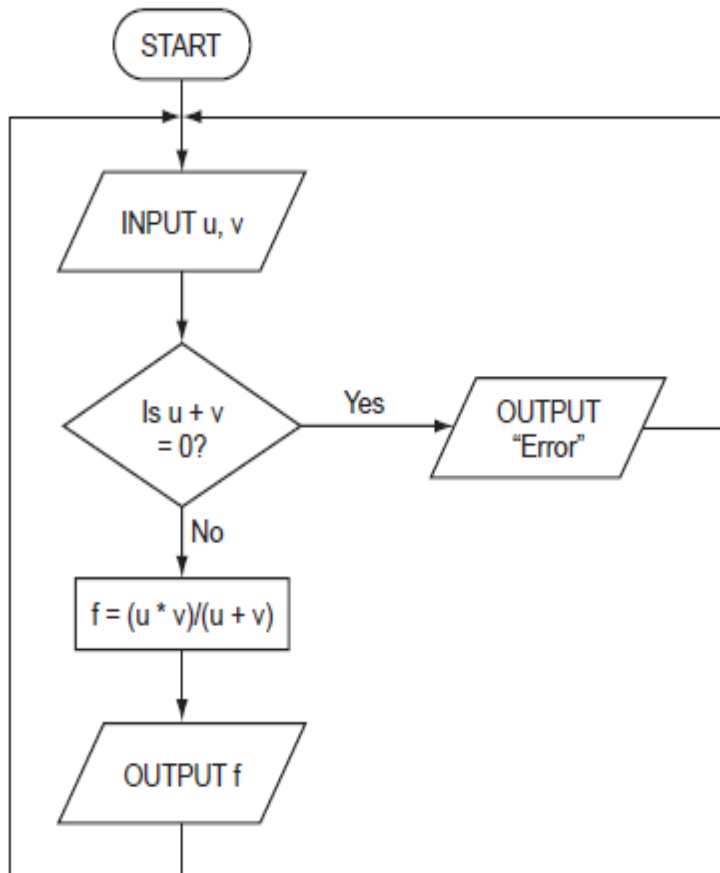 START
INPUT u, v
Is u + v
= 0?
Yes
OUTPUT
“Error”
No
f = (u * v)/(u + v)
OUTPUT f